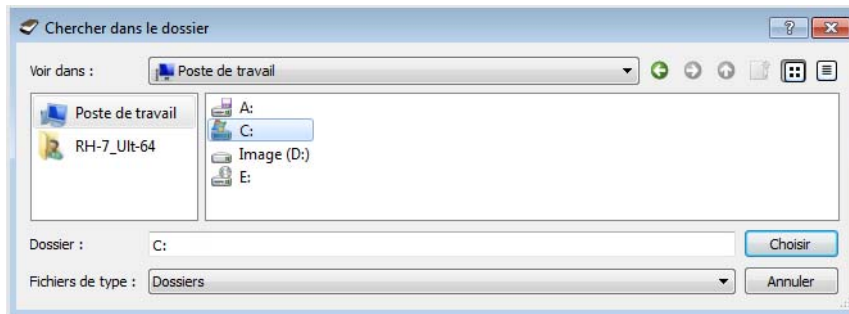 Chercher dans le dossier
Voir dans :
Poste de travail
Poste de travail
RH-7_Ult-64
A:
C:
Image (D:)
E:
Dossier :
C:
Choisir
Fichiers de type :
Dossiers
Annuler